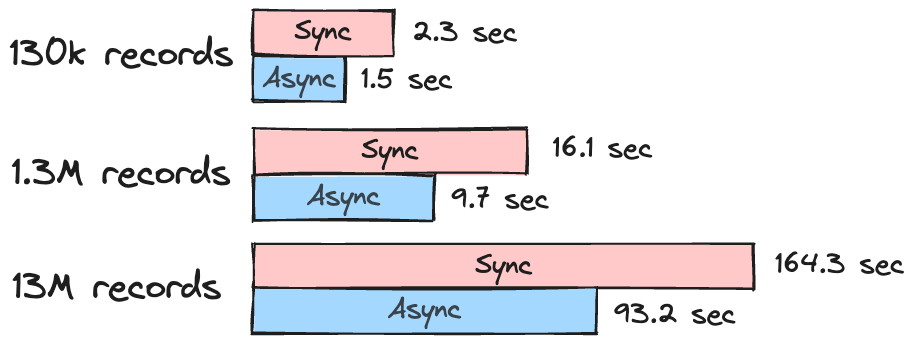 130k records
Sync 2.3 sec
Async 1.5 sec
1.3M records
Sync 16.1 sec
Async 9.7 sec
13M records
Sync 164.3 sec
Async 93.2 sec